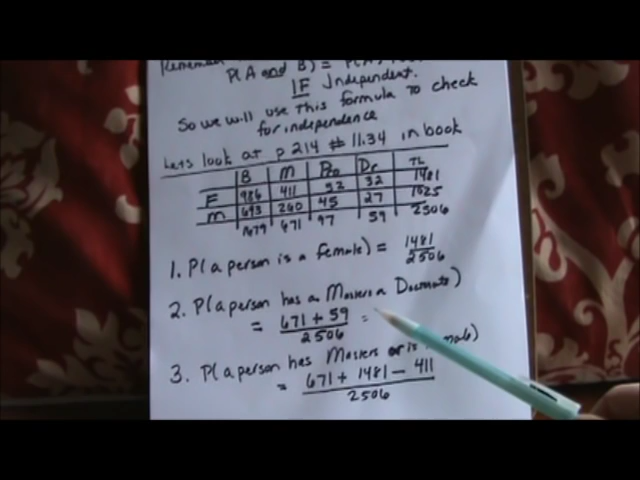 Remember
P(A and B) =
IF Independent.
So we will use this formula to check
for independence
Lets look at p 214 # 11.34 in book
B M Pro Dr TL
F 986 411 52 32 1481
M 693 260 45 27 1025
1679 671 97 59 2506
1. P(a person is a female) = 1481
2506
2. P(a person has a Masters Doctorate)
= 671 + 59 =
2506
3. P(a person has Masters or is female)
= 671 + 1481 - 411
2506